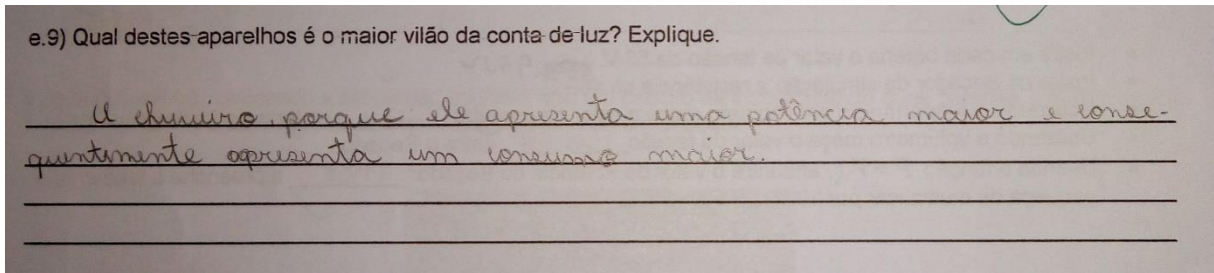 e.9) Qual destes aparelhos é o maior vilão da conta de luz? Explique.
O chuveiro, porque ele apresenta uma potência maior e conse-
quentemente apresenta um consumo maior.